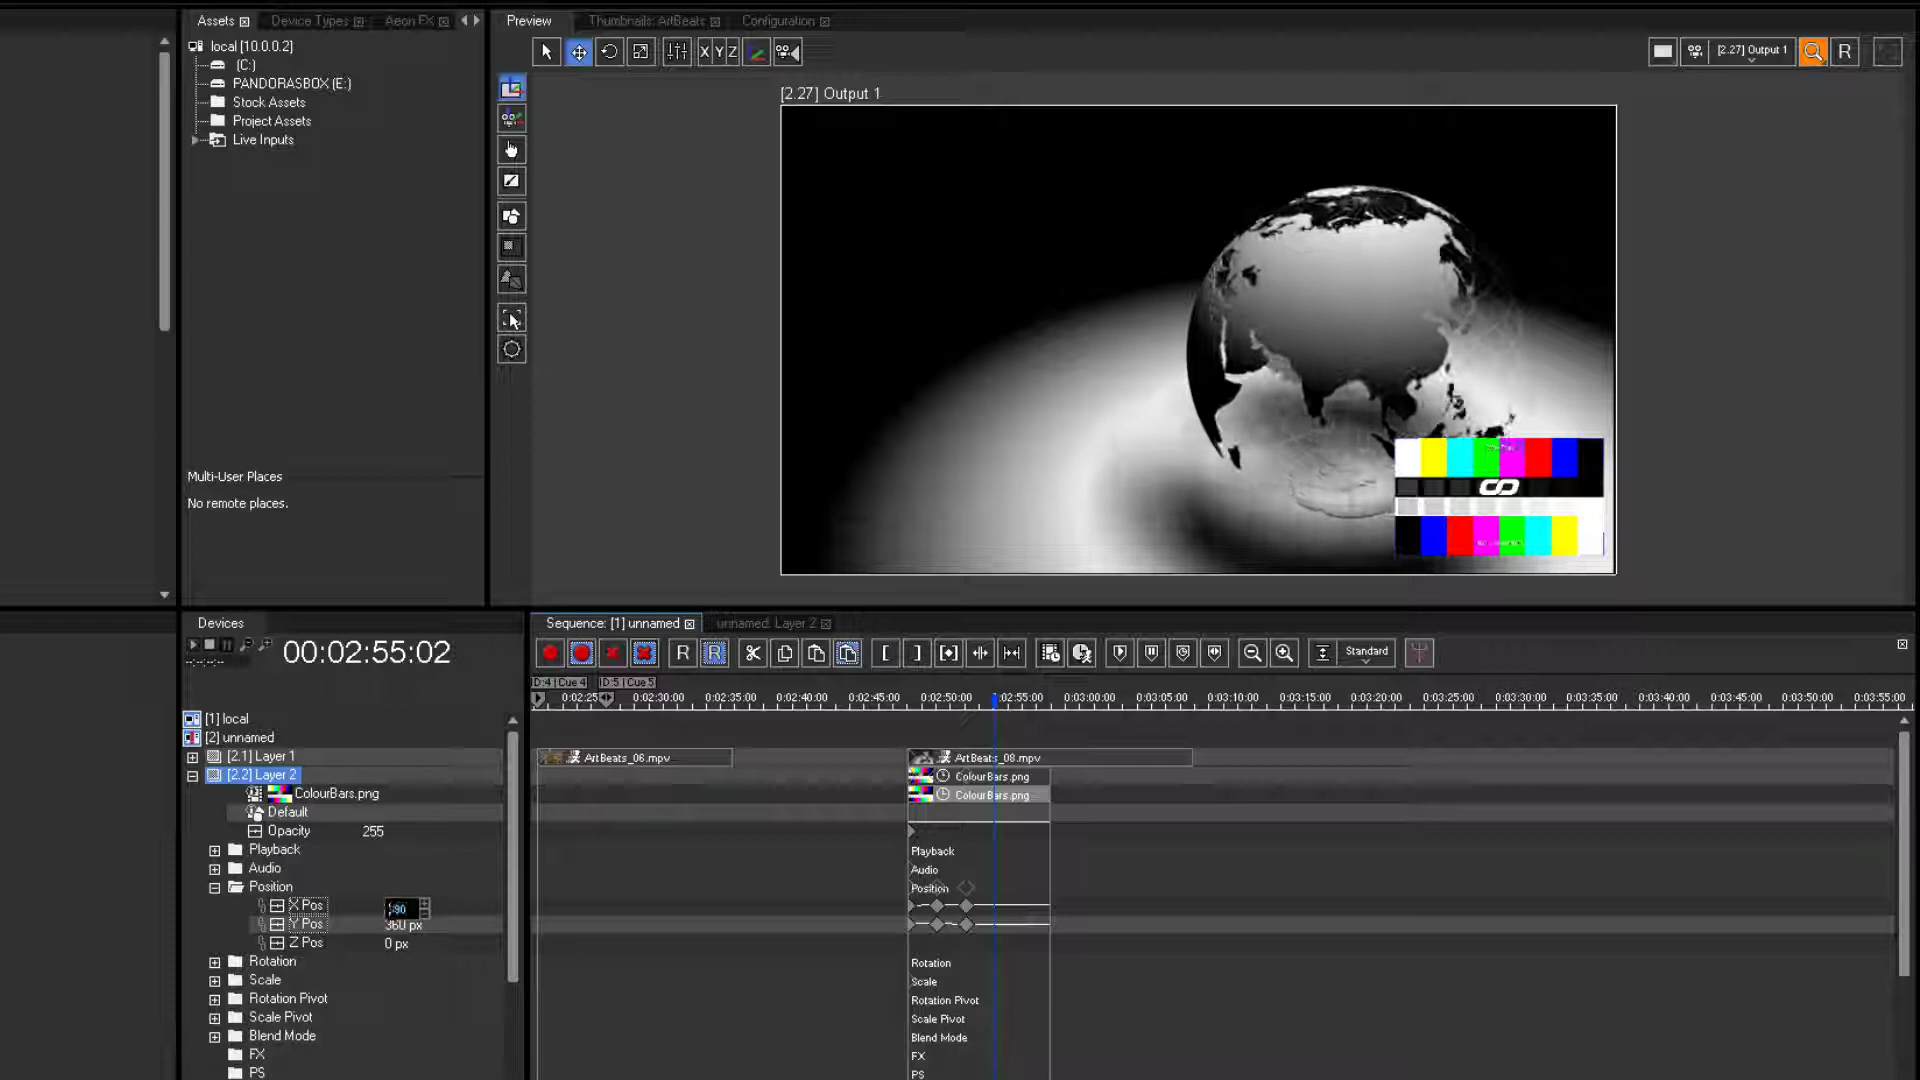 Assets
Device Types
Aeon FX
local [10.0.0.2]
(C:)
PANDORASBOX (E:)
Stock Assets
Project Assets
Live Inputs
Multi-User Places
No remote places.
Preview
Thumbnails: ArtBeats
Configuration
X Y Z
[2.27] Output 1
R
[2.27] Output 1
Devices
00:02:55:02
--:--:--:--
[1] local
[2] unnamed
[2.1] Layer 1
[2.2] Layer 2
ColourBars.png
Default
Opacity 255
Playback
Audio
Position
X Pos
Y Pos 360 px
Z Pos 0 px
Rotation
Scale
Rotation Pivot
Scale Pivot
Blend Mode
FX
PS
Sequence: [1] unnamed
unnamed. Layer 2
R R
Standard
ID:4 | Cue 4 ID:5 | Cue 5
0:02:25 0:02:30:00 0:02:35:00 0:02:40:00 0:02:45:00 0:02:50:00 :02:55:00 0:03:00:00 0:03:05:00 0:03:10:00 0:03:15:00 0:03:20:00 0:03:25:00 0:03:30:00 0:03:35:00 0:03:40:00 0:03:45:00 0:03:50:00 0:03:55:00
ArtBeats_06.mpv
ArtBeats_08.mpv
ColourBars.png
ColourBars.png
Playback
Audio
Position
Rotation
Scale
Rotation Pivot
Scale Pivot
Blend Mode
FX
PS